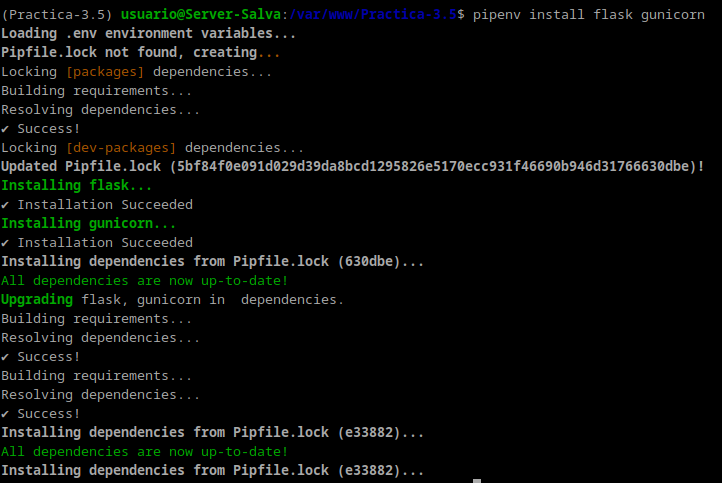 (Practica-3.5) usuario@Server-Salva:/var/www/Practica-3.5$ pipenv install flask gunicorn
Loading .env environment variables...
Pipfile.lock not found, creating...
Locking [packages] dependencies...
Building requirements...
Resolving dependencies...
✔ Success!
Locking [dev-packages] dependencies...
Updated Pipfile.lock (5bf84f0e091d029d39da8bcd1295826e5170ecc931f46690b946d31766630dbe)!
Installing flask...
✔ Installation Succeeded
Installing gunicorn...
✔ Installation Succeeded
Installing dependencies from Pipfile.lock (630dbe)...
All dependencies are now up-to-date!
Upgrading flask, gunicorn in  dependencies.
Building requirements...
Resolving dependencies...
✔ Success!
Building requirements...
Resolving dependencies...
✔ Success!
Installing dependencies from Pipfile.lock (e33882)...
All dependencies are now up-to-date!
Installing dependencies from Pipfile.lock (e33882)...